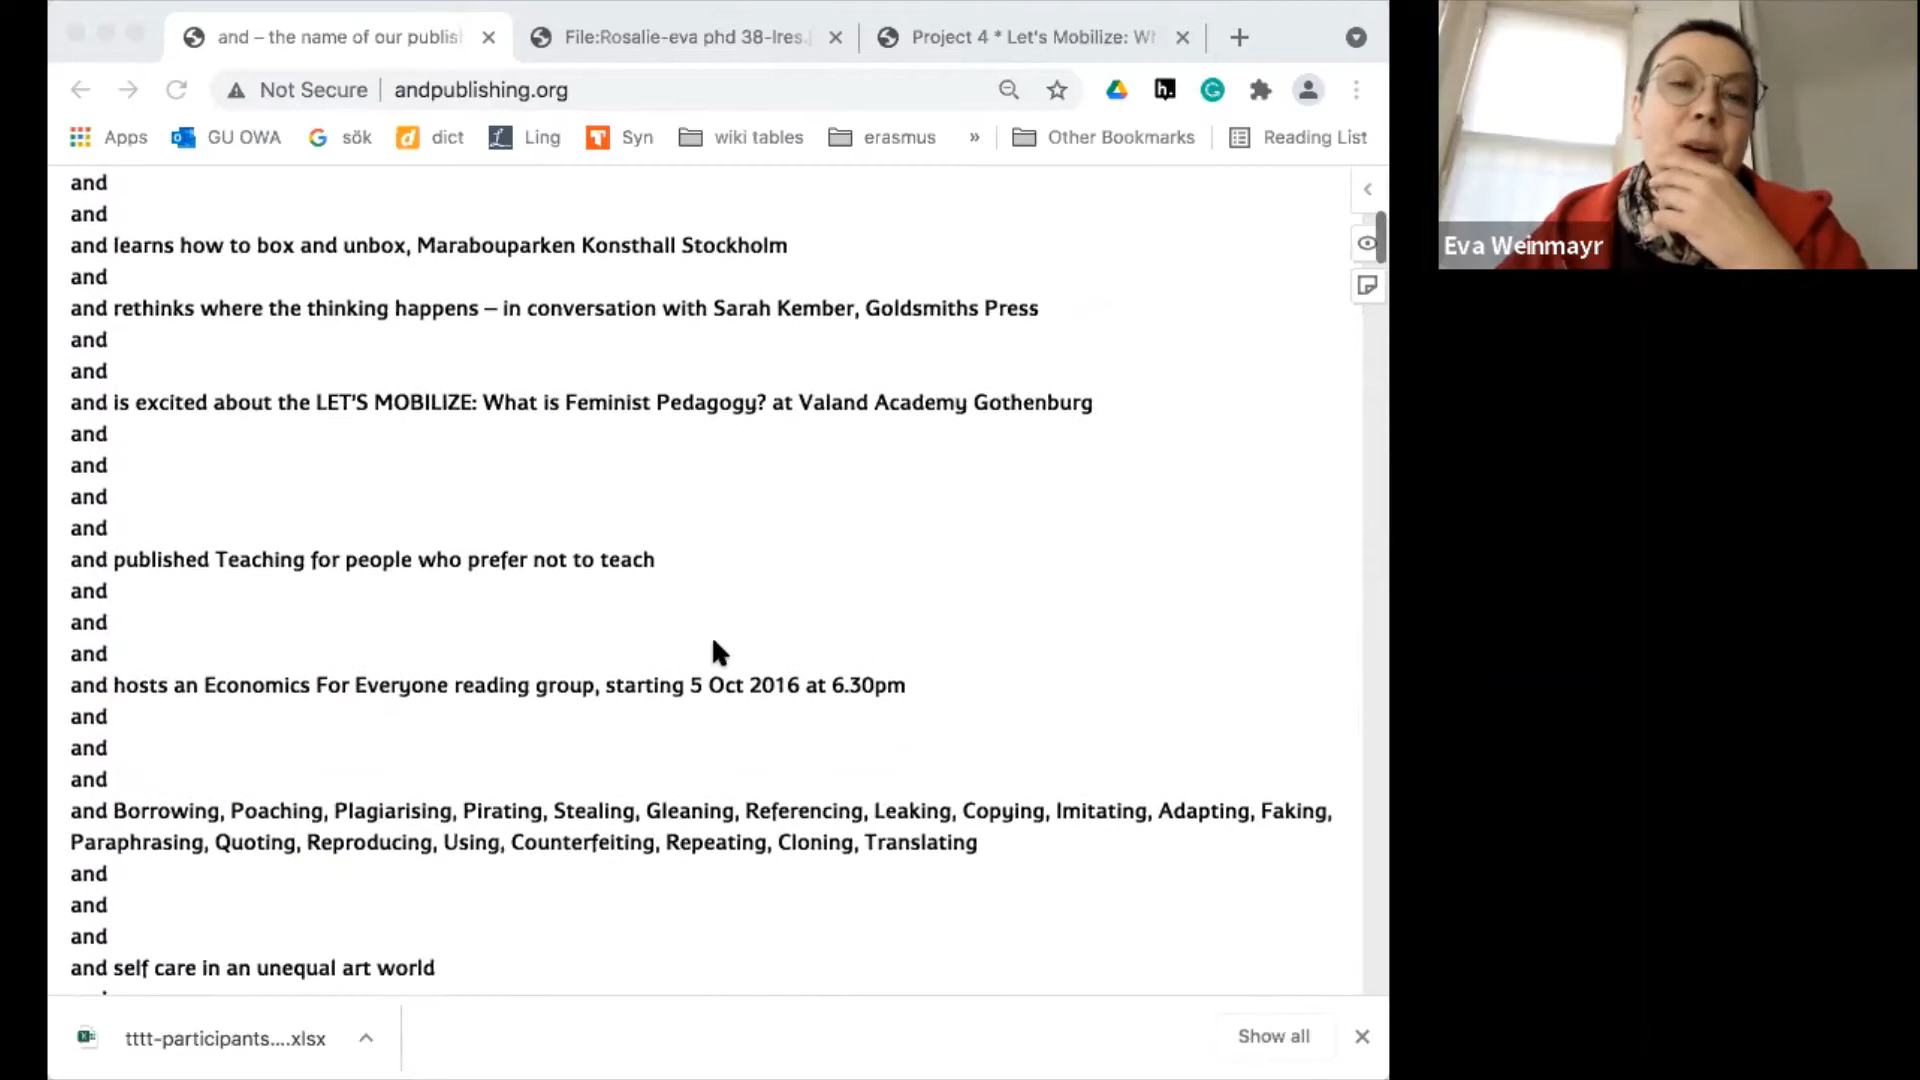 and – the name of our publis
File:Rosalie-eva phd 38-lres.j
Project 4 * Let's Mobilize: Wh
Not Secure
andpublishing.org
Apps
GU OWA
sök
dict
Ling
Syn
wiki tables
erasmus
»
Other Bookmarks
Reading List
and
and
and learns how to box and unbox, Marabouparken Konsthall Stockholm
and
and rethinks where the thinking happens – in conversation with Sarah Kember, Goldsmiths Press
and
and
and is excited about the LET'S MOBILIZE: What is Feminist Pedagogy? at Valand Academy Gothenburg
and
and
and
and
and published Teaching for people who prefer not to teach
and
and
and
and hosts an Economics For Everyone reading group, starting 5 Oct 2016 at 6.30pm
and
and
and
and Borrowing, Poaching, Plagiarising, Pirating, Stealing, Gleaning, Referencing, Leaking, Copying, Imitating, Adapting, Faking,
Paraphrasing, Quoting, Reproducing, Using, Counterfeiting, Repeating, Cloning, Translating
and
and
and
and self care in an unequal art world
tttt-participants....xlsx
Show all
Eva Weinmayr